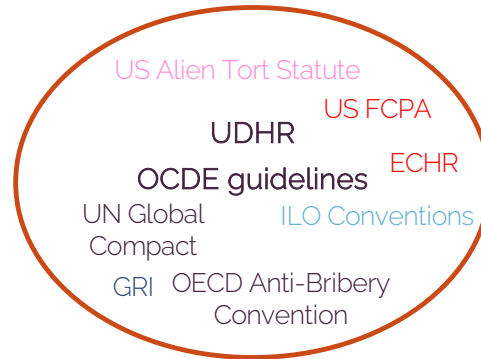 US Alien Tort Statute
US FCPA
UDHR
ECHR
OCDE guidelines
UN Global
Compact
ILO Conventions
GRI
OECD Anti-Bribery
Convention